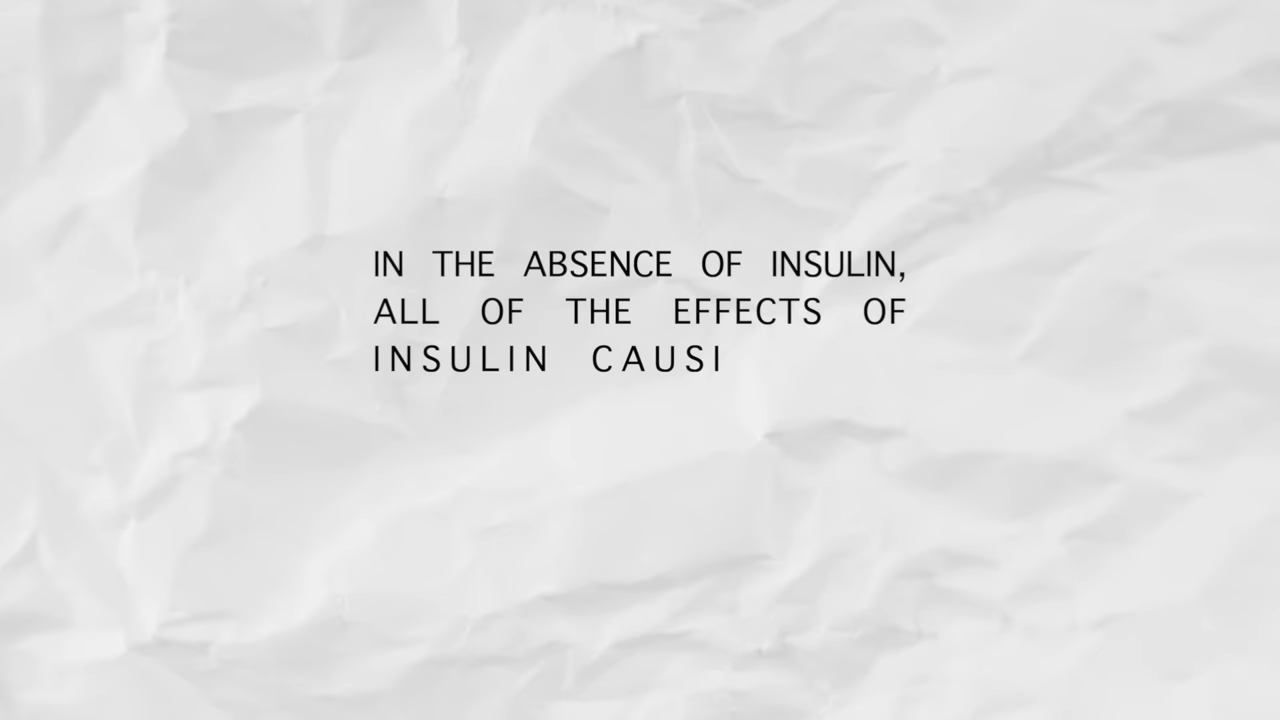 IN THE ABSENCE OF INSULIN,
ALL OF THE EFFECTS OF
INSULIN CAUSI